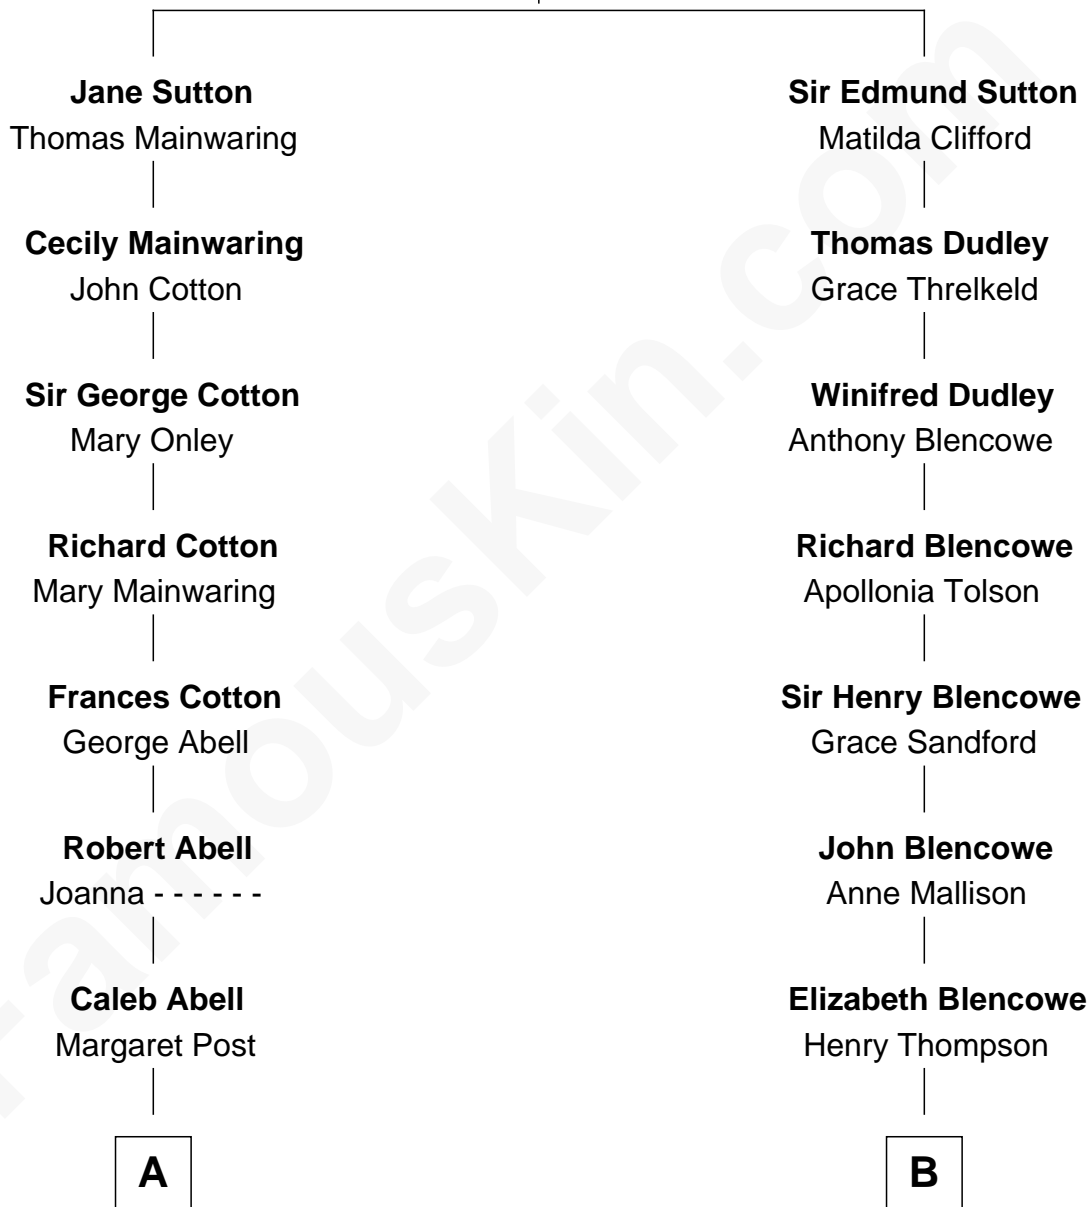 Jane Sutton
Thomas Mainwaring
Cecily Mainwaring
John Cotton
Sir George Cotton
Mary Onley
Richard Cotton
Mary Mainwaring
Frances Cotton
George Abell
Robert Abell
Joanna - - - - - -
Caleb Abell
Margaret Post
A
Sir Edmund Sutton
Matilda Clifford
Thomas Dudley
Grace Threlkeld
Winifred Dudley
Anthony Blencowe
Richard Blencowe
Apollonia Tolson
Sir Henry Blencowe
Grace Sandford
John Blencowe
Anne Mallison
Elizabeth Blencowe
Henry Thompson
B
FamousKin.com